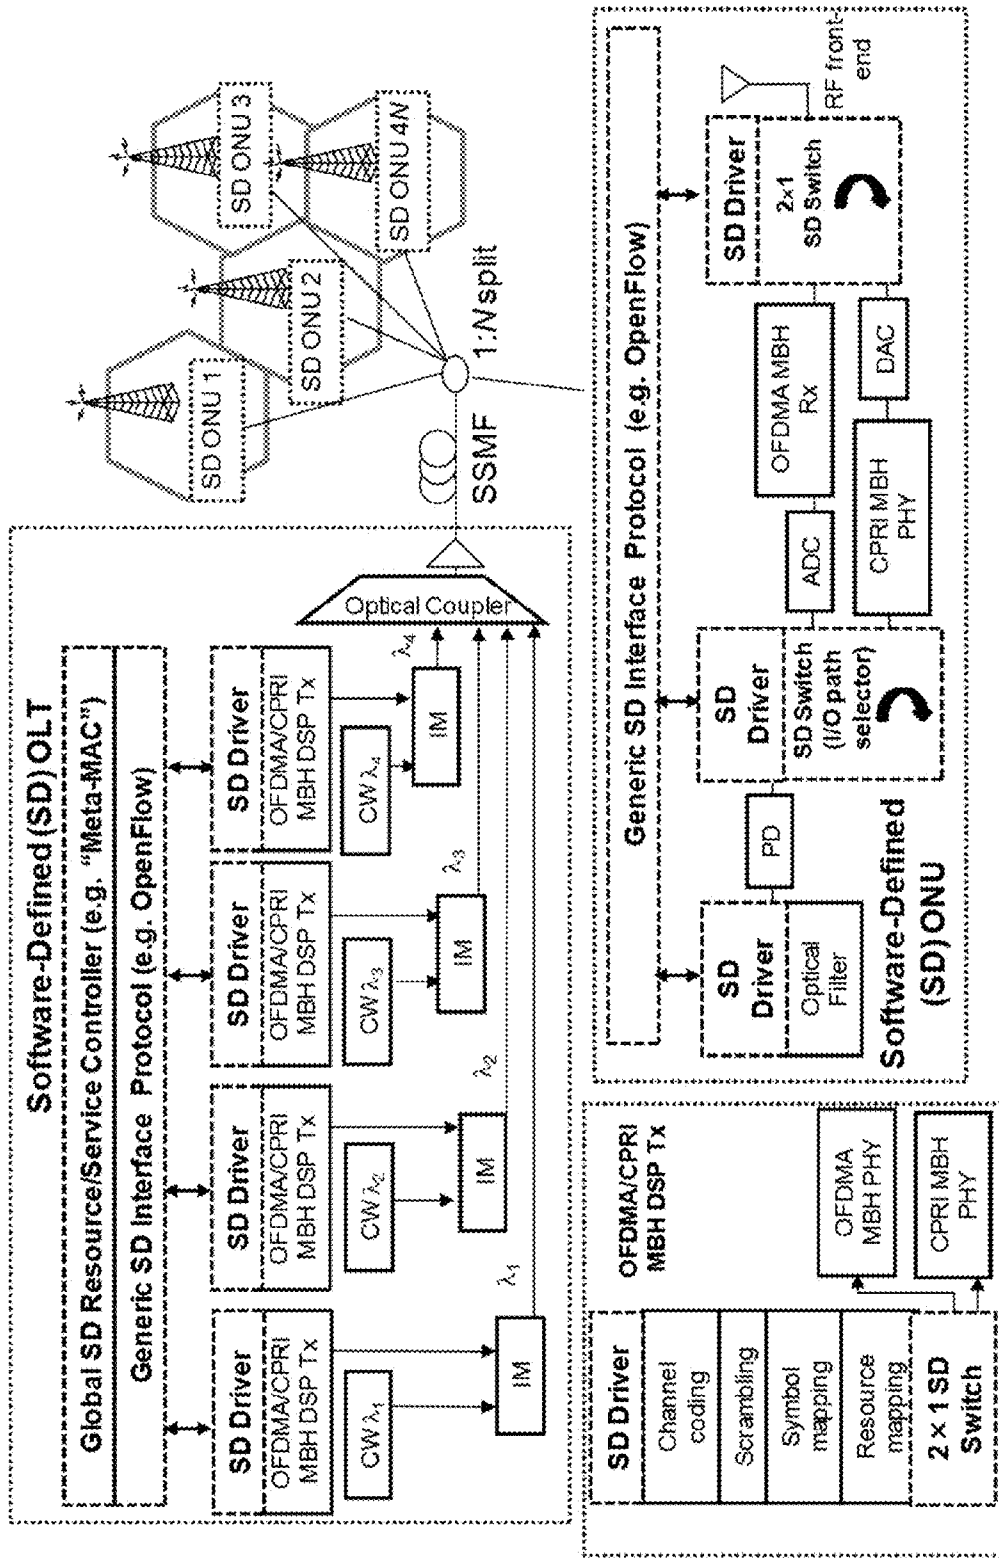 Software-Defined (SD) OLT
Global SD Resource/Service Controller (e.g. “Meta-MAC”)
Generic SD Interface Protocol (e.g. OpenFlow)
SD Driver
OFDMA/CPRI
MBH DSP Tx
CW λ1
IM
λ1
SD Driver
OFDMA/CPRI
MBH DSP Tx
CW λ2
IM
λ2
SD Driver
OFDMA/CPRI
MBH DSP Tx
CW λ3
IM
λ3
SD Driver
OFDMA/CPRI
MBH DSP Tx
CW λ4
IM
λ4
Optical Coupler
SSMF
1:N split
SD ONU 1
SD ONU 2
SD ONU 3
SD ONU 4N
SD Driver
Channel
coding
Scrambling
Symbol
mapping
Resource
mapping
2 × 1 SD
Switch
OFDMA/CPRI
MBH DSP Tx
OFDMA
MBH PHY
CPRI MBH
PHY
Generic SD Interface Protocol (e.g. OpenFlow)
SD
Driver
Optical
Filter
PD
SD
Driver
SD Switch
(I/O path
selector)
ADC
OFDMA MBH
Rx
CPRI MBH
PHY
DAC
SD Driver
2×1
SD Switch
RF front-
end
Software-Defined
(SD) ONU